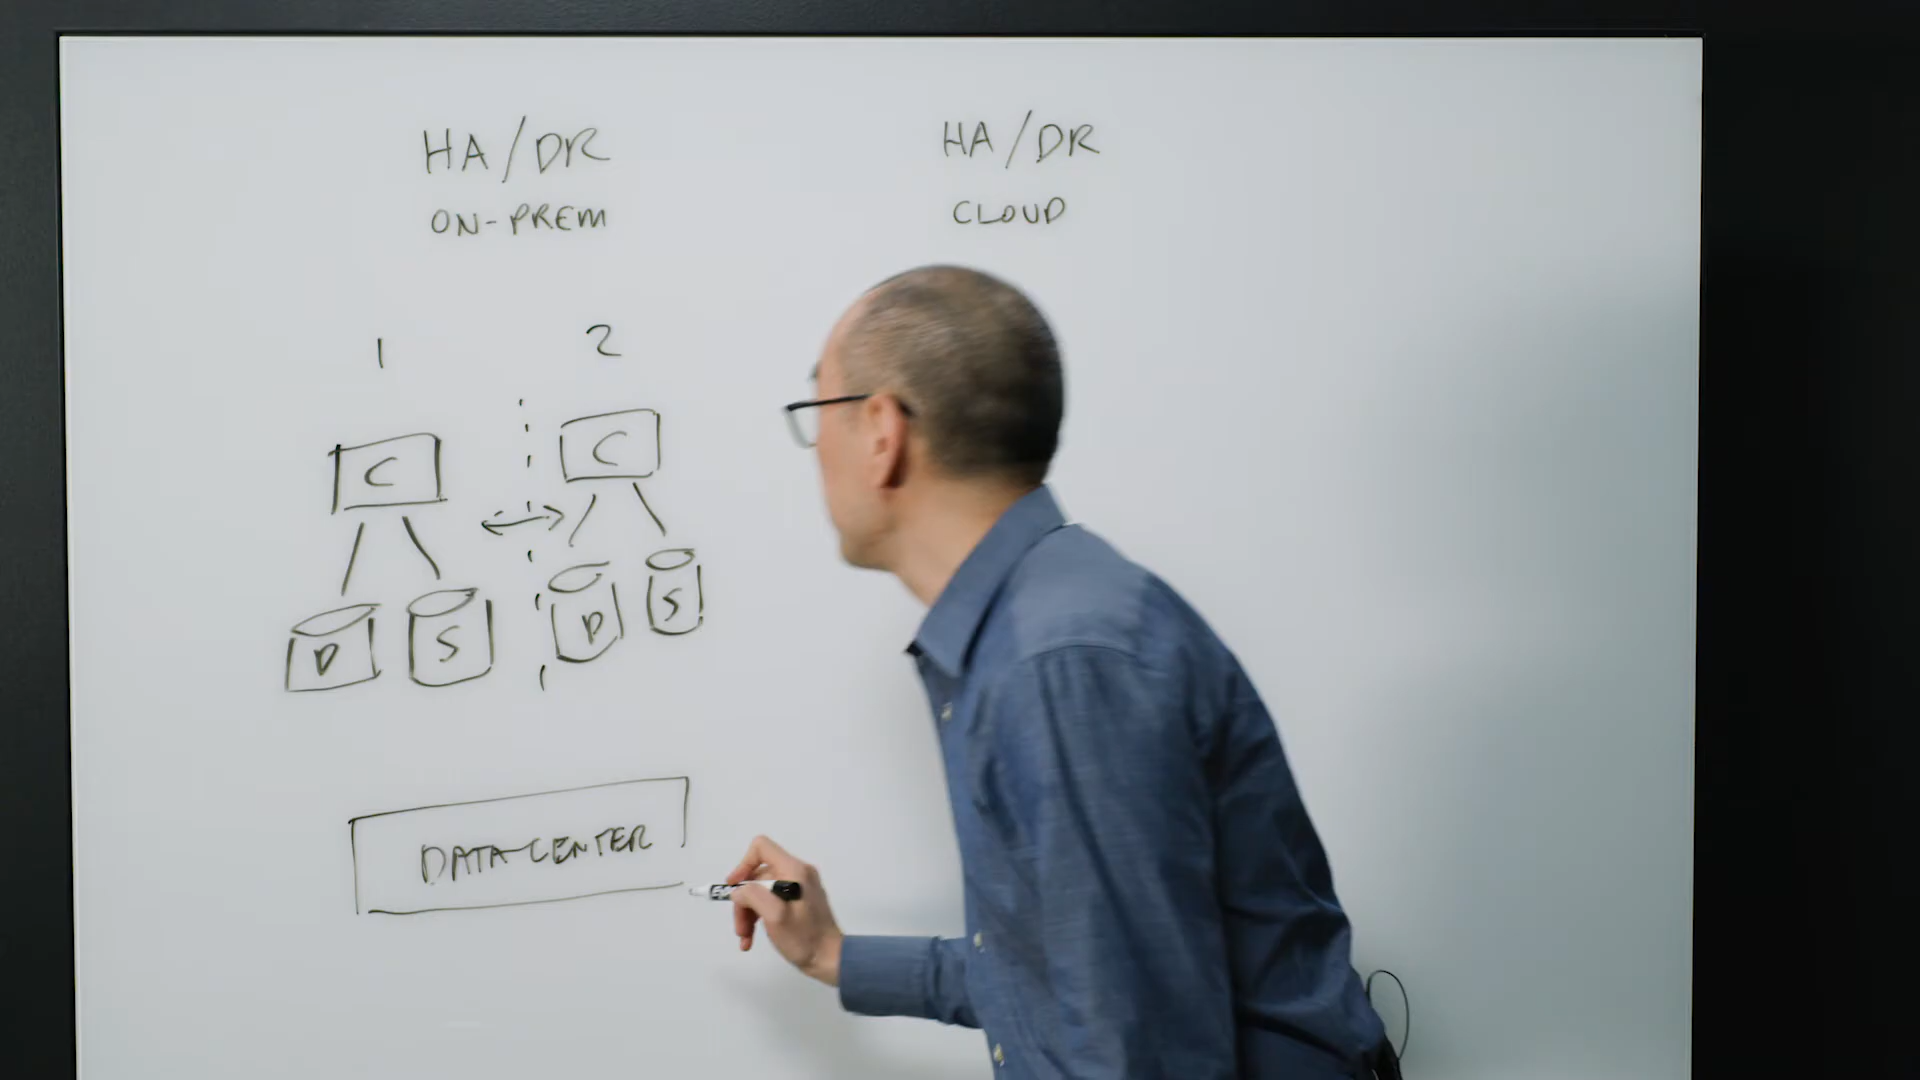 HA/DR
ON-PREM
HA/DR
CLOUD
1
2
C
C
D
S
D
S
DATA CENTER